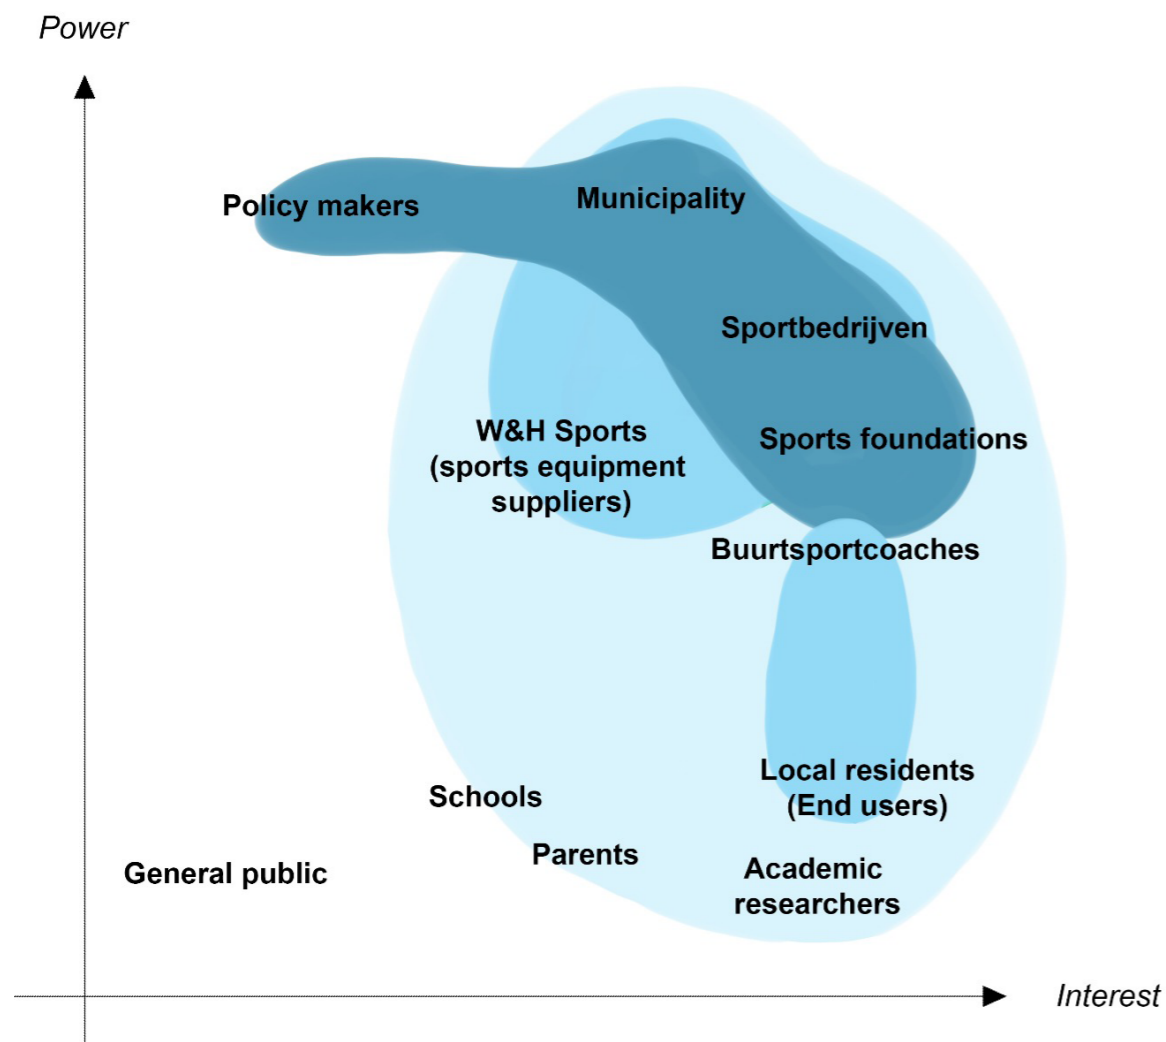 Power
Policy makers
Municipality
Sportbedrijven
W&H Sports
(sports equipment
suppliers)
Sports foundations
Buurtsportcoaches
Local residents
(End users)
Schools
Parents
General public
Academic
researchers
Interest